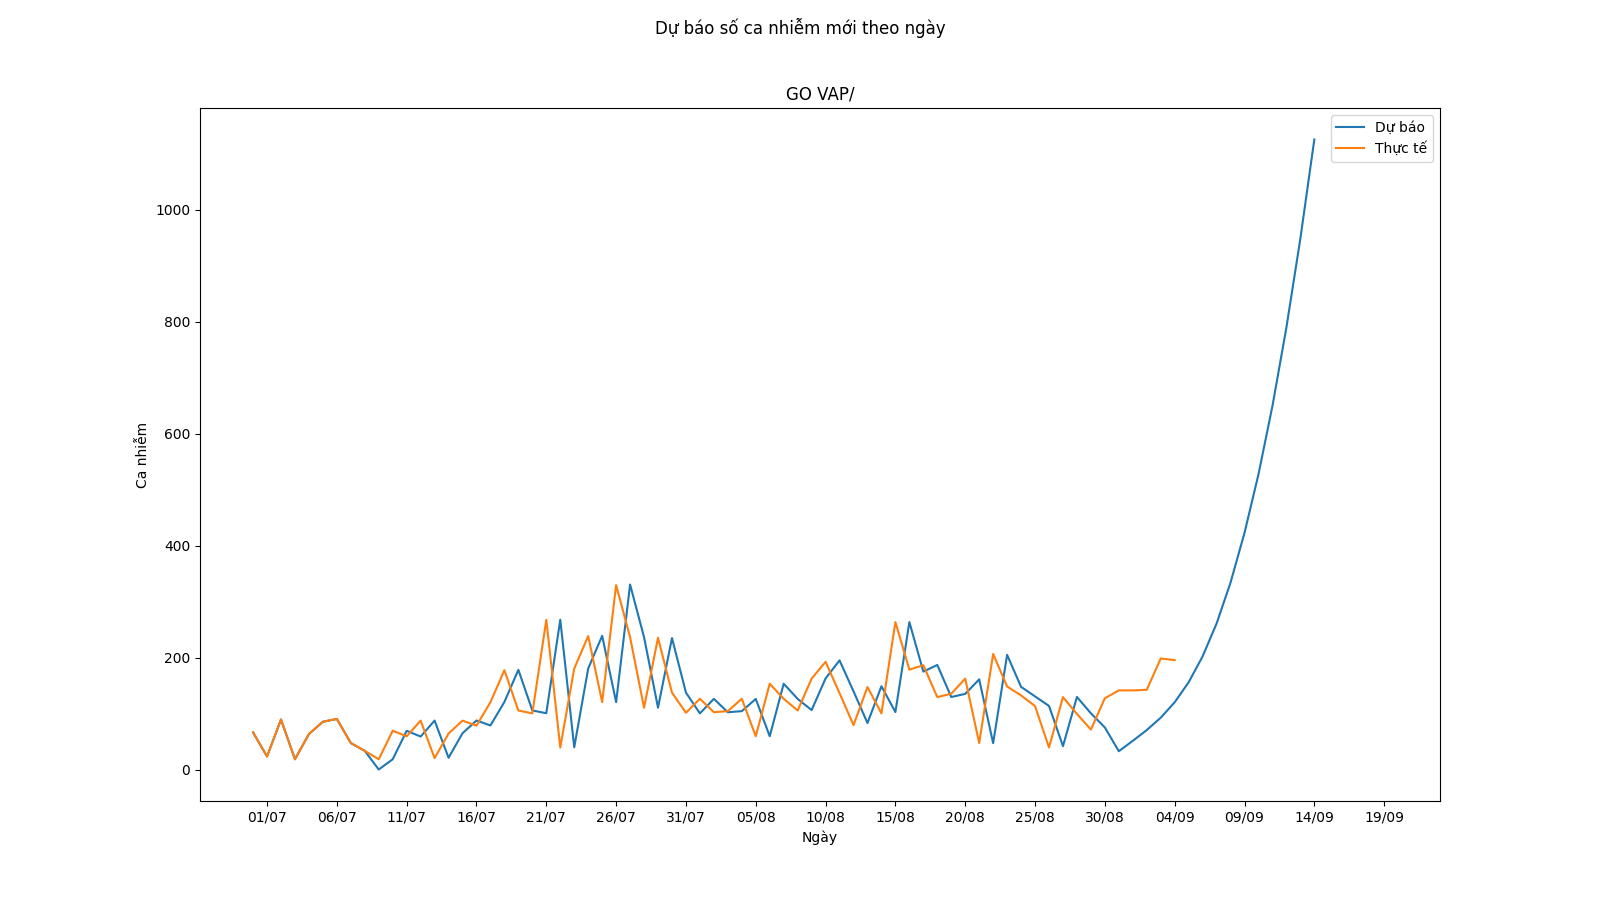 Dự báo số ca nhiễm mới theo ngày
GO VAP/
Dự báo
Thực tế
1000
800
600
400
200
0
Ca nhiễm
01/07 06/07 11/07 16/07 21/07 26/07 31/07 05/08 10/08 15/08 20/08 25/08 30/08 04/09 09/09 14/09 19/09
Ngày